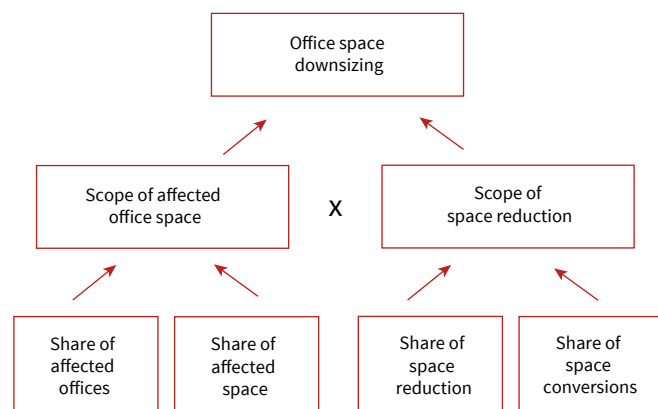 Office space
downsizing
Scope of affected
office space
X
Scope of
space reduction
Share of
affected
offices
Share of
affected
space
Share of
space
reduction
Share of
space
conversions